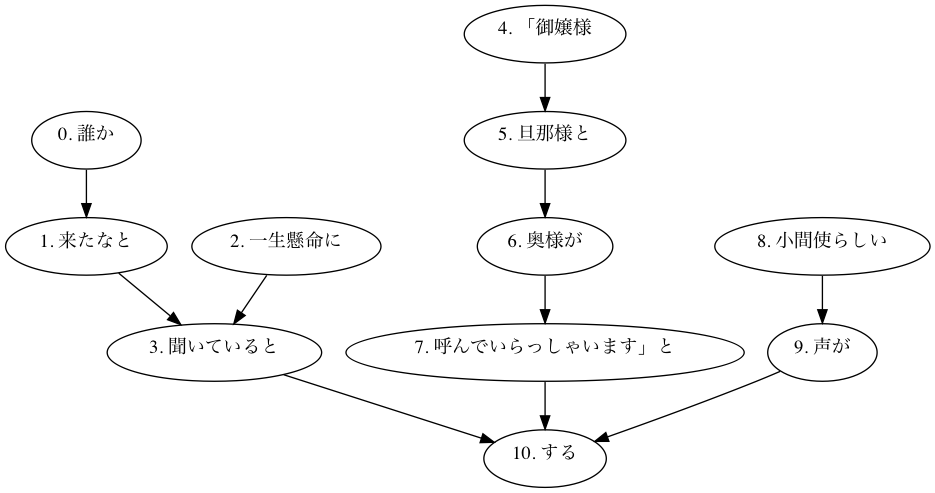 4. 「御嬢様
0. 誰か
5. 旦那様と
1. 来たなと
2. 一生懸命に
6. 奥様が
8. 小間使らしい
3. 聞いていると
7. 呼んでいらっしゃいます」と
9. 声が
10. する